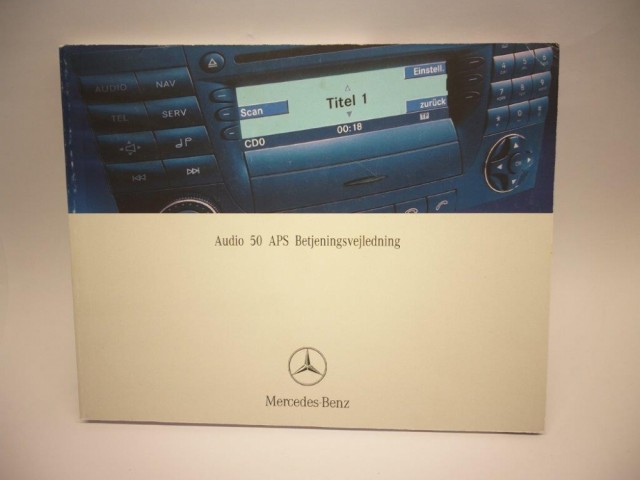 AUDIO NAV
TEL SERV
Einstell.
Scan
Titel 1
zurück
CD0
00:18
Audio 50 APS Betjeningsvejledning
Mercedes-Benz